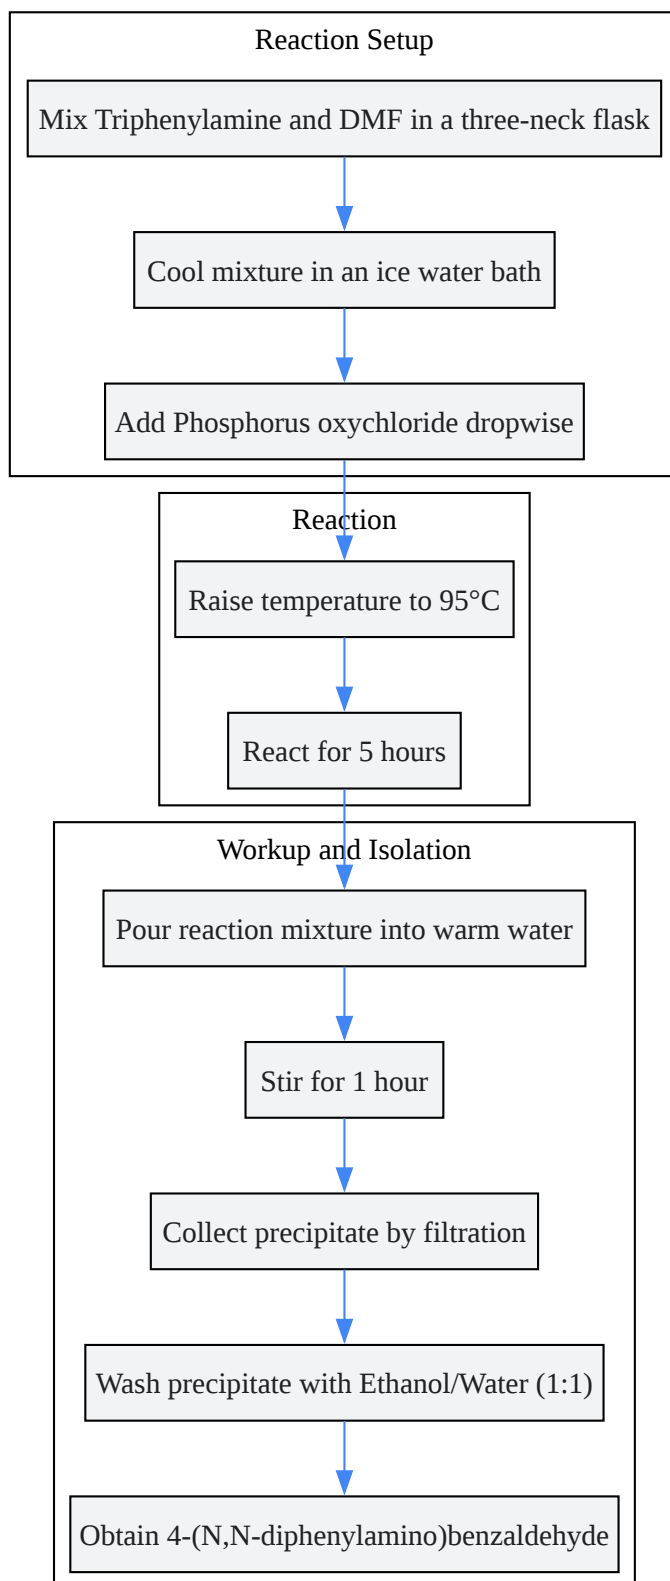 Reaction Setup
Mix Triphenylamine and DMF in a three-neck flask
Cool mixture in an ice water bath
Add Phosphorus oxychloride dropwise
Reaction
Raise temperature to 95°C
React for 5 hours
Workup and Isolation
Pour reaction mixture into warm water
Stir for 1 hour
Collect precipitate by filtration
Wash precipitate with Ethanol/Water (1:1)
Obtain 4-(N,N-diphenylamino)benzaldehyde